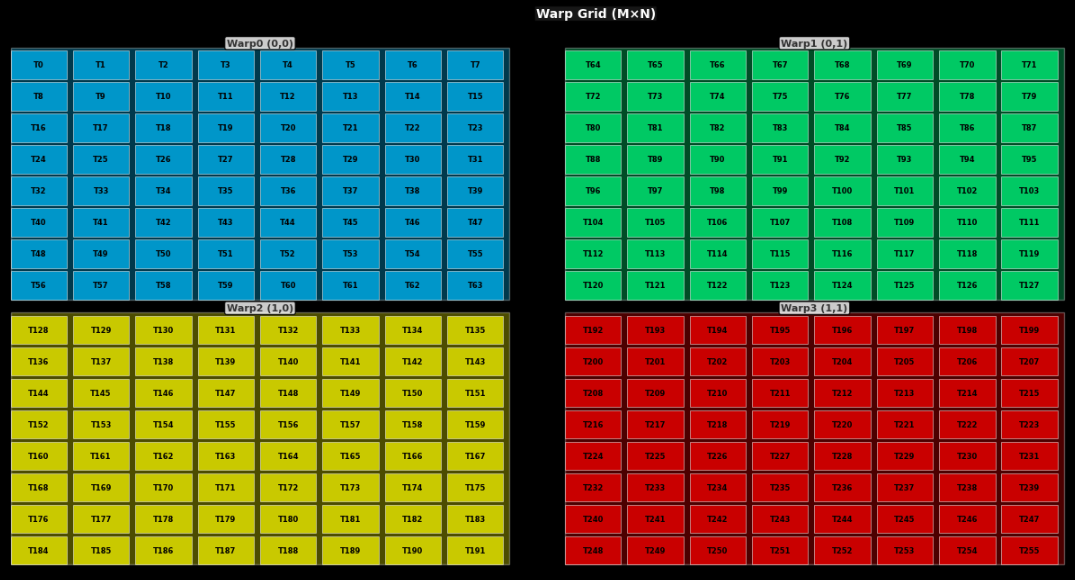 Warp Grid (M×N)
Warp0 (0,0)
T0 T1 T2 T3 T4 T5 T6 T7
T8 T9 T10 T11 T12 T13 T14 T15
T16 T17 T18 T19 T20 T21 T22 T23
T24 T25 T26 T27 T28 T29 T30 T31
T32 T33 T34 T35 T36 T37 T38 T39
T40 T41 T42 T43 T44 T45 T46 T47
T48 T49 T50 T51 T52 T53 T54 T55
T56 T57 T58 T59 T60 T61 T62 T63
Warp1 (0,1)
T64 T65 T66 T67 T68 T69 T70 T71
T72 T73 T74 T75 T76 T77 T78 T79
T80 T81 T82 T83 T84 T85 T86 T87
T88 T89 T90 T91 T92 T93 T94 T95
T96 T97 T98 T99 T100 T101 T102 T103
T104 T105 T106 T107 T108 T109 T110 T111
T112 T113 T114 T115 T116 T117 T118 T119
T120 T121 T122 T123 T124 T125 T126 T127
Warp2 (1,0)
T128 T129 T130 T131 T132 T133 T134 T135
T136 T137 T138 T139 T140 T141 T142 T143
T144 T145 T146 T147 T148 T149 T150 T151
T152 T153 T154 T155 T156 T157 T158 T159
T160 T161 T162 T163 T164 T165 T166 T167
T168 T169 T170 T171 T172 T173 T174 T175
T176 T177 T178 T179 T180 T181 T182 T183
T184 T185 T186 T187 T188 T189 T190 T191
Warp3 (1,1)
T192 T193 T194 T195 T196 T197 T198 T199
T200 T201 T202 T203 T204 T205 T206 T207
T208 T209 T210 T211 T212 T213 T214 T215
T216 T217 T218 T219 T220 T221 T222 T223
T224 T225 T226 T227 T228 T229 T230 T231
T232 T233 T234 T235 T236 T237 T238 T239
T240 T241 T242 T243 T244 T245 T246 T247
T248 T249 T250 T251 T252 T253 T254 T255